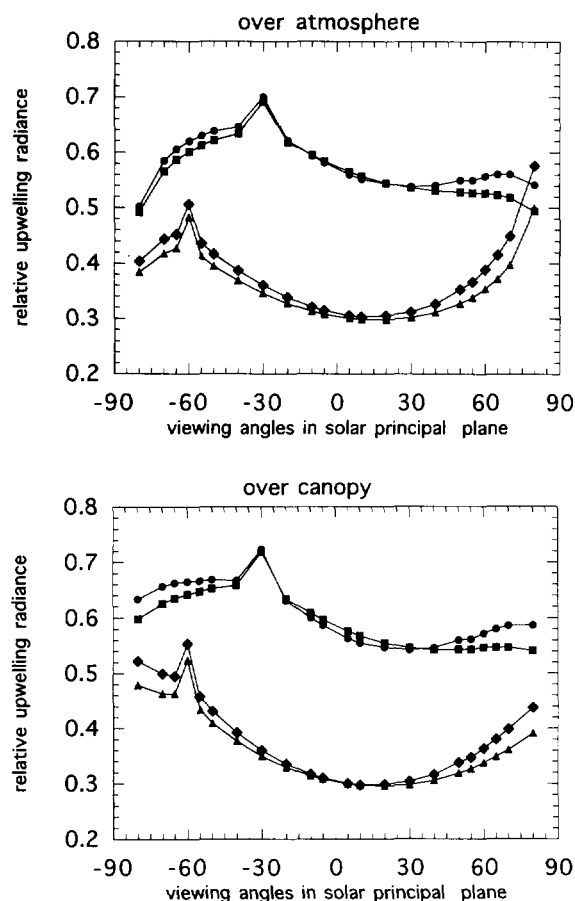 over atmosphere
0.8
0.7
0.6
0.5
0.4
0.3
0.2
relative upwelling radiance
-90 -60 -30 0 30 60 90
viewing angles in solar principal plane
over canopy
0.8
0.7
0.6
0.5
0.4
0.3
0.2
relative upwelling radiance
-90 -60 -30 0 30 60 90
viewing angles in solar principal plane